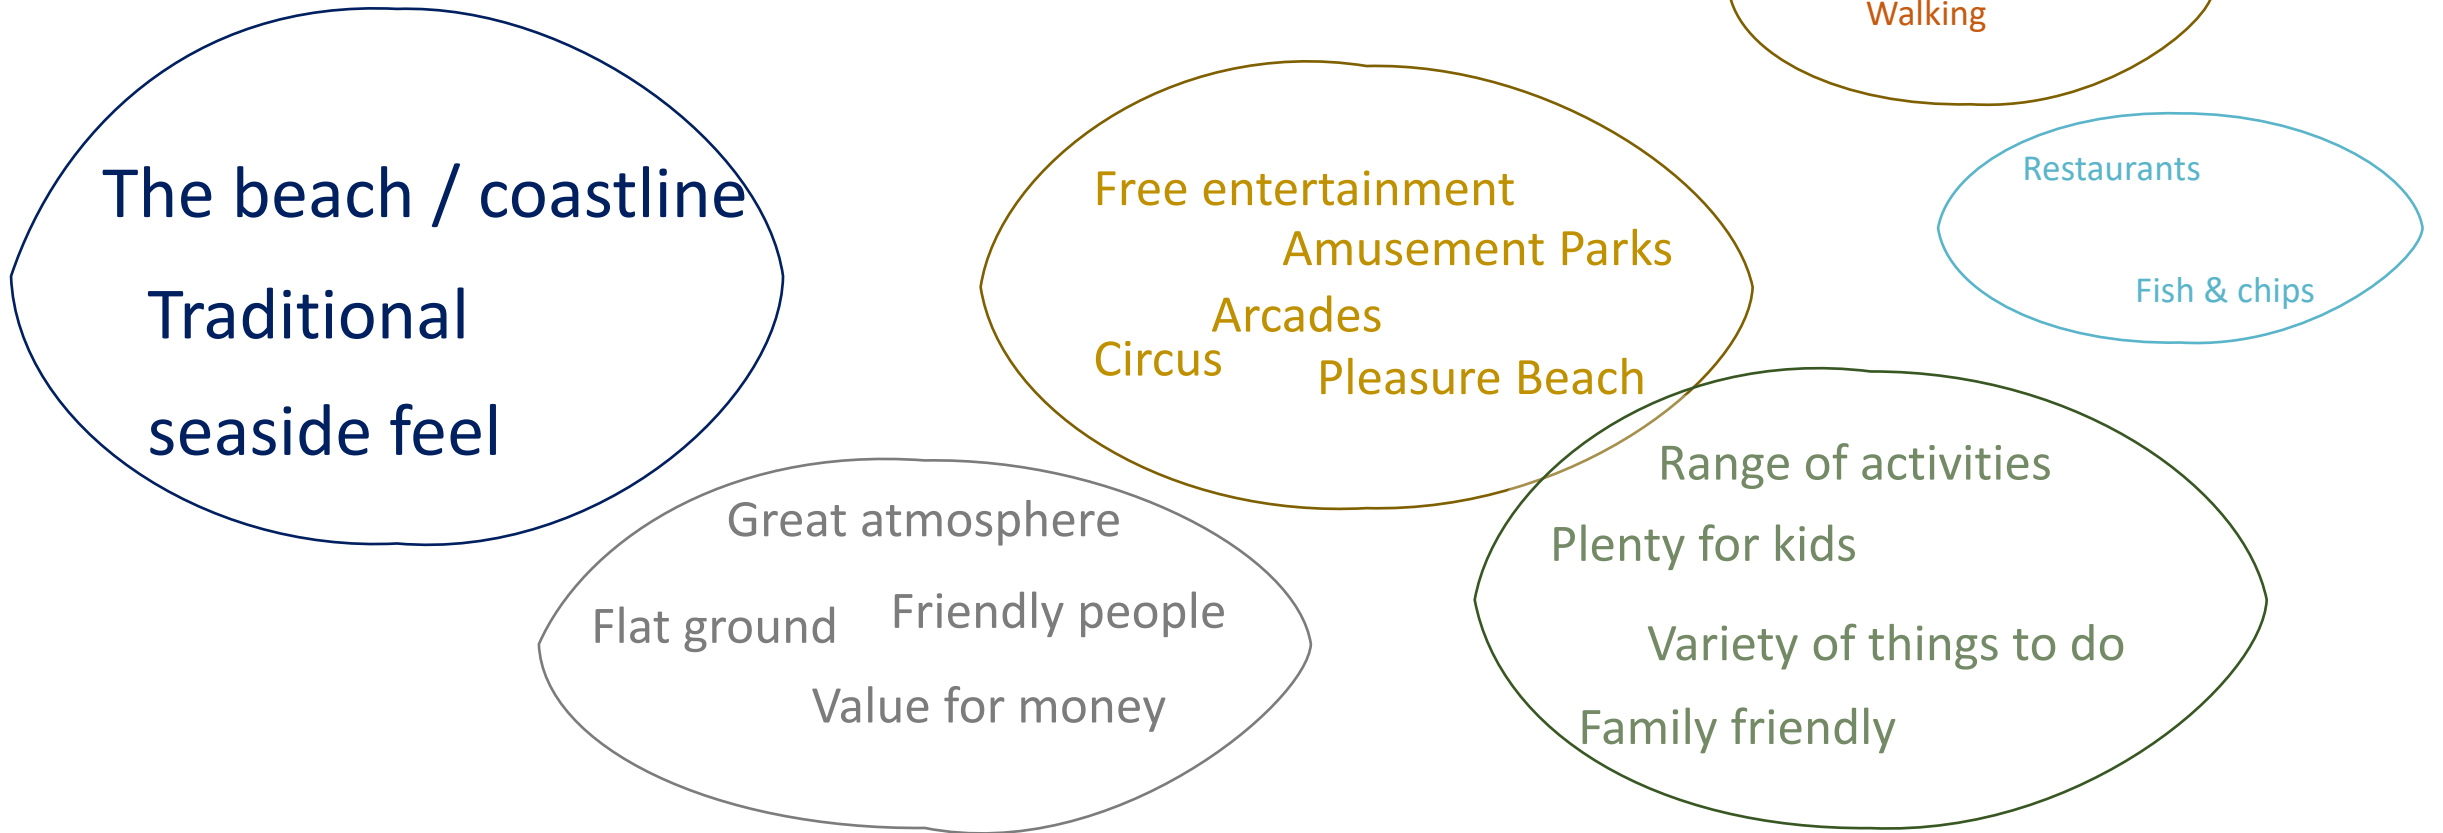 Walking
The beach / coastline
Traditional
seaside feel
Free entertainment
Amusement Parks
Arcades
Circus
Pleasure Beach
Restaurants
Fish & chips
Great atmosphere
Flat ground
Friendly people
Value for money
Range of activities
Plenty for kids
Variety of things to do
Family friendly